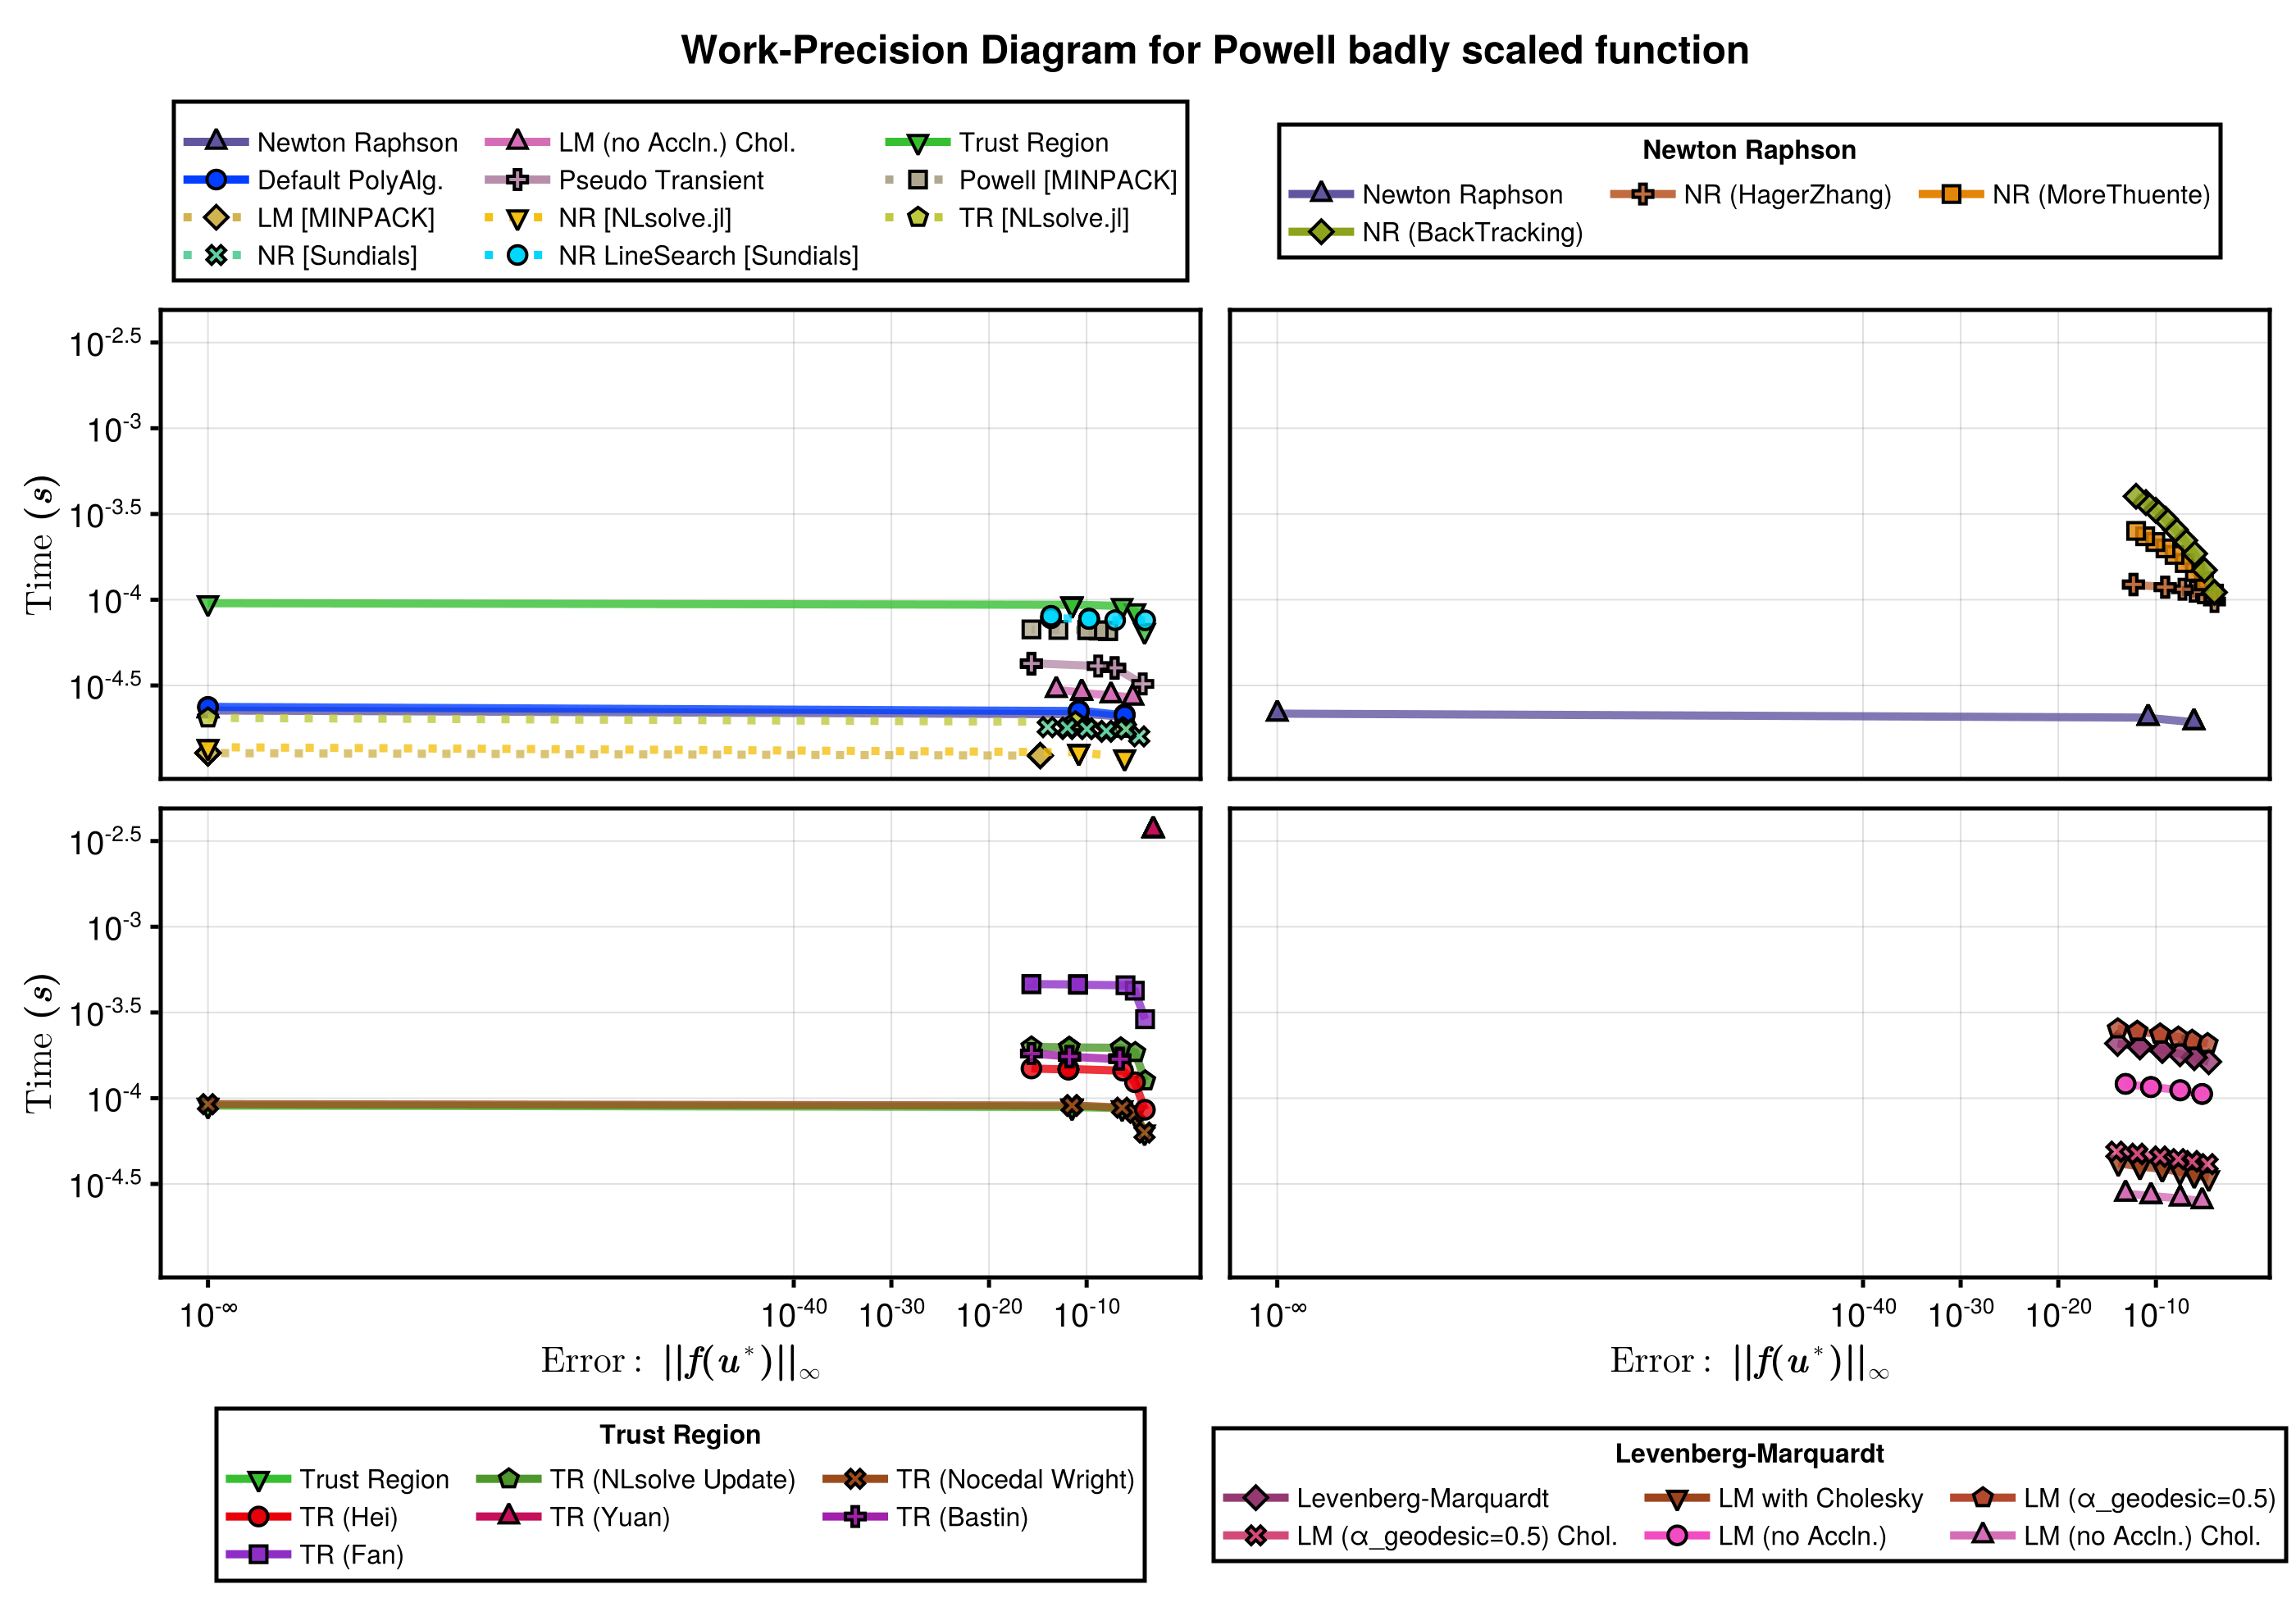 Work-Precision Diagram for Powell badly scaled function
Newton Raphson LM (no Accln.) Chol. Trust Region
Default PolyAlg. Pseudo Transient Powell [MINPACK]
LM [MINPACK] NR [NLsolve.jl] TR [NLsolve.jl]
NR [Sundials] NR LineSearch [Sundials]
Newton Raphson
Newton Raphson NR (HagerZhang) NR (MoreThuente)
NR (BackTracking)
Time (s)
10^-2.5
10^-3
10^-3.5
10^-4
10^-4.5
Time (s)
10^-2.5
10^-3
10^-3.5
10^-4
10^-4.5
10^-∞ 10^-40 10^-30 10^-20 10^-10
Error : ||f(u*)||∞
10^-∞ 10^-40 10^-30 10^-20 10^-10
Error : ||f(u*)||∞
Trust Region
Trust Region TR (NLsolve Update) TR (Nocedal Wright)
TR (Hei) TR (Yuan) TR (Bastin)
TR (Fan)
Levenberg-Marquardt
Levenberg-Marquardt LM with Cholesky LM (α_geodesic=0.5)
LM (α_geodesic=0.5) Chol. LM (no Accln.) LM (no Accln.) Chol.